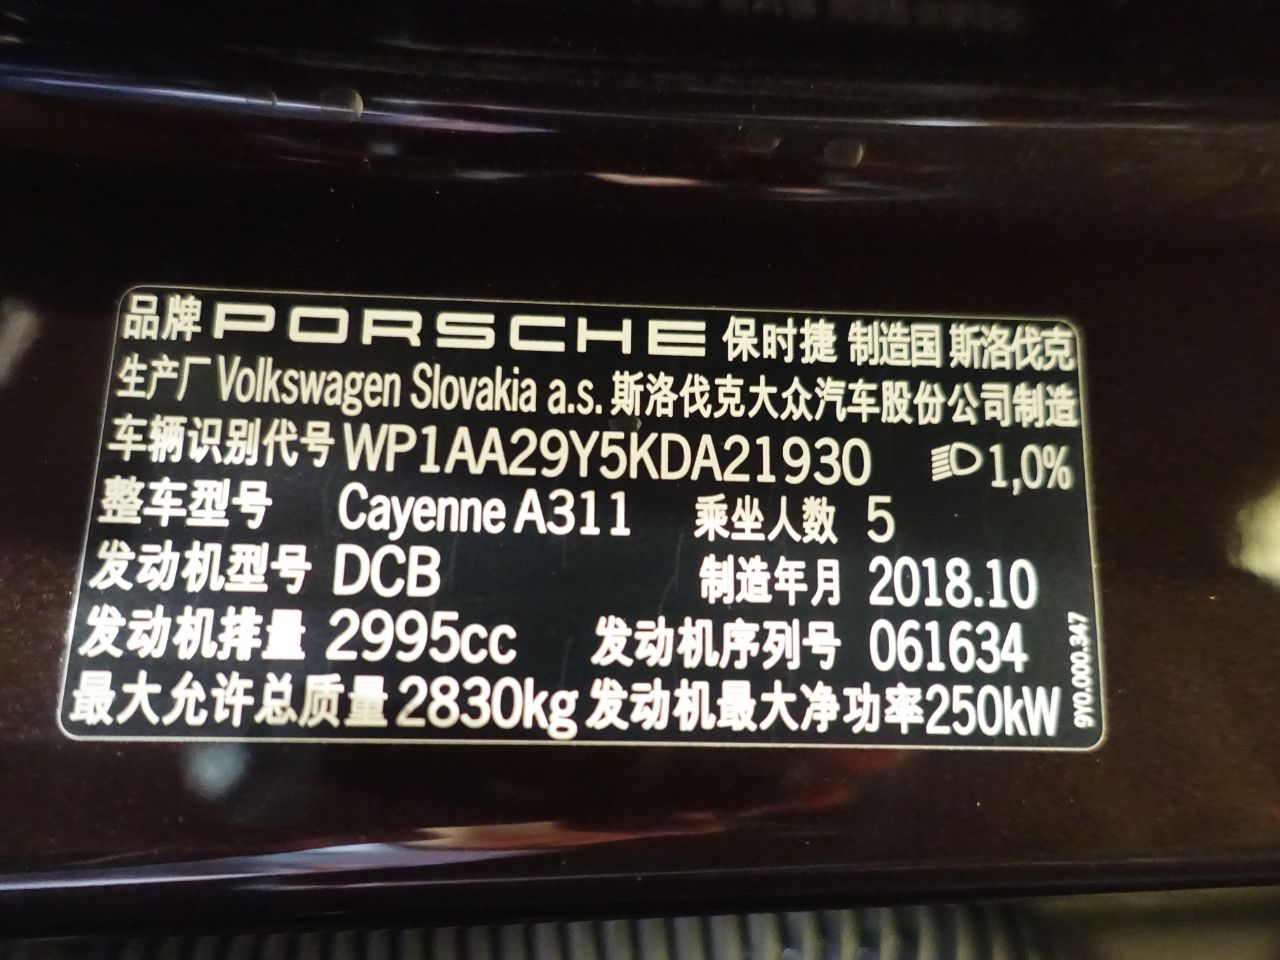 品牌 PORSCHE 保时捷 制造国 斯洛伐克
生产厂 Volkswagen Slovakia a.s. 斯洛伐克大众汽车股份公司制造
车辆识别代号 WP1AA29Y5KDA21930 1,0%
整车型号 Cayenne A311 乘坐人数 5
发动机型号 DCB 制造年月 2018.10
发动机排量 2995cc 发动机序列号 061634
最大允许总质量 2830kg 发动机最大净功率 250kW
9Y0.000.347